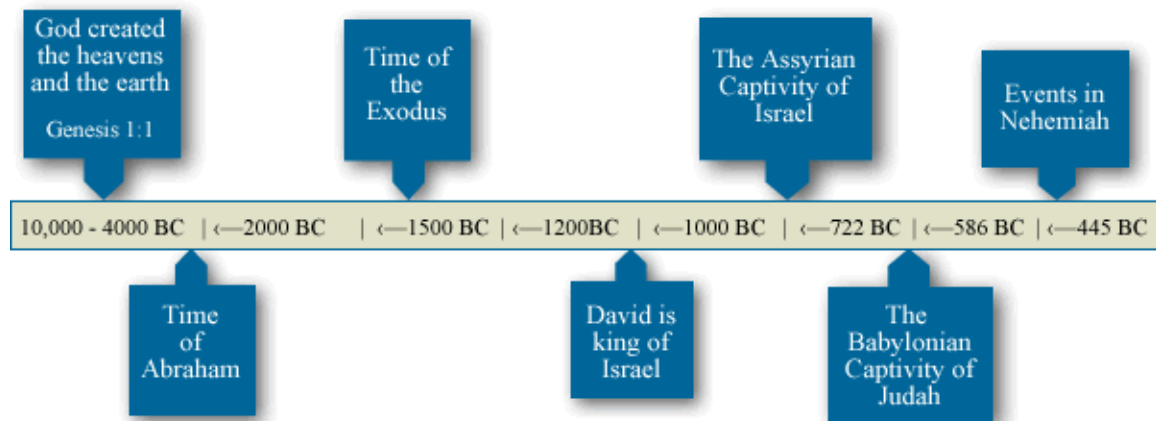 God created
the heavens
and the earth
Genesis 1:1
Time of
the
Exodus
The Assyrian
Captivity of
Israel
Events in
Nehemiah
10,000 - 4000 BC | ‹—2000 BC | ‹—1500 BC | ‹—1200BC | ‹—1000 BC | ‹—722 BC | ‹—586 BC | ‹—445 BC
Time
of
Abraham
David is
king of
Israel
The
Babylonian
Captivity of
Judah